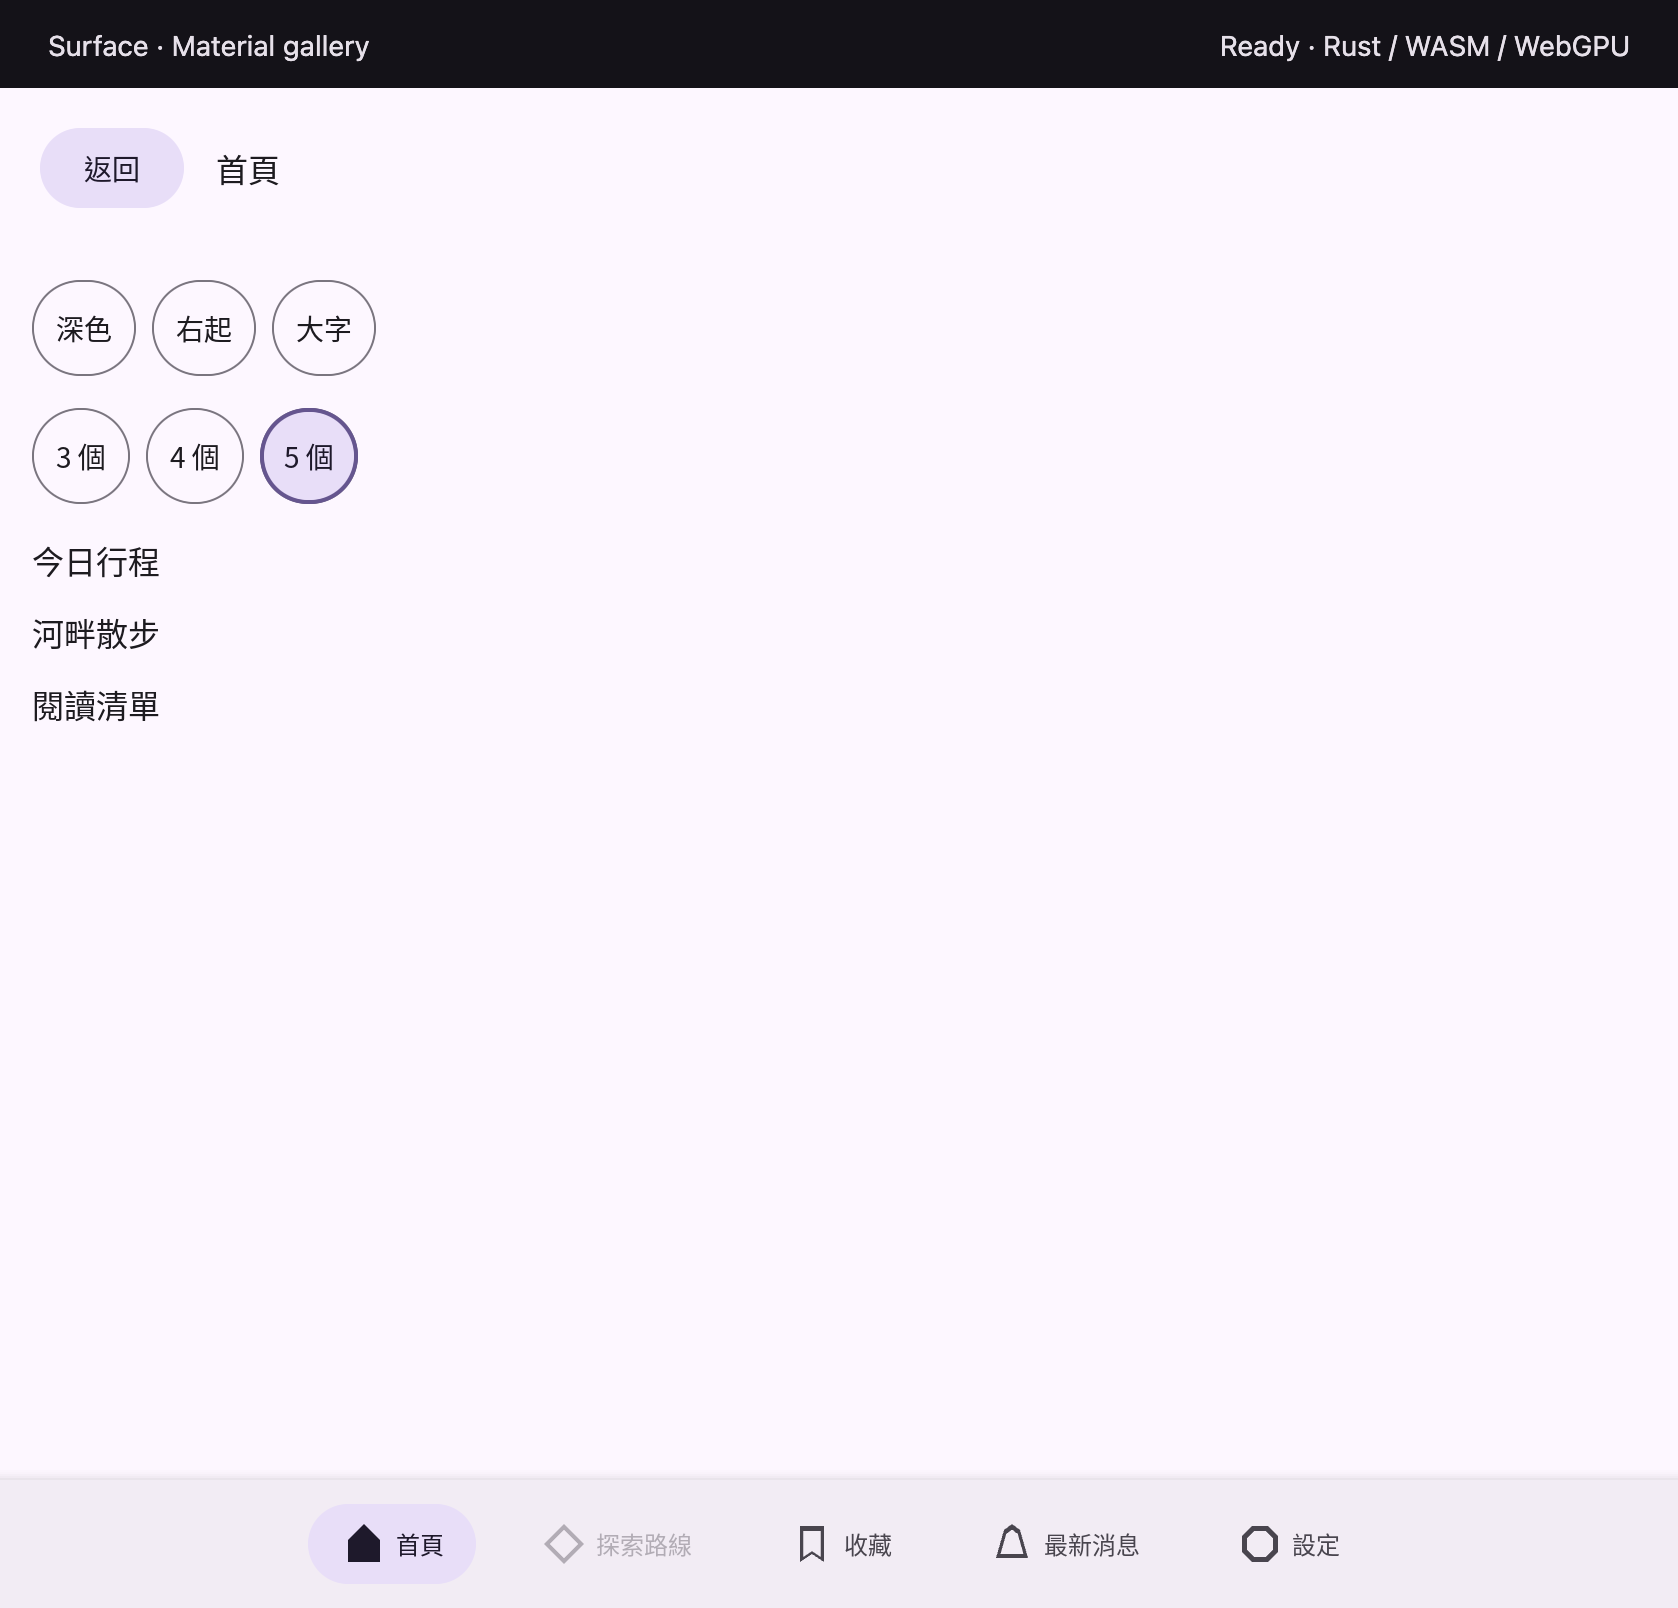 Surface · Material gallery
Ready · Rust / WASM / WebGPU
返回
首頁
深色
右起
大字
3 個
4 個
5 個
今日行程
河畔散步
閱讀清單
首頁
探索路線
收藏
最新消息
設定